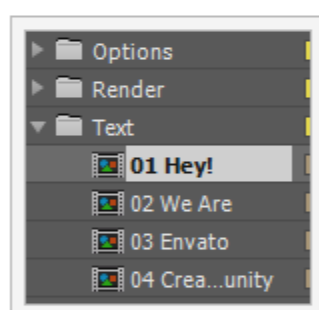 Options
Render
Text
01 Hey!
02 We Are
03 Envato
04 Crea...unity